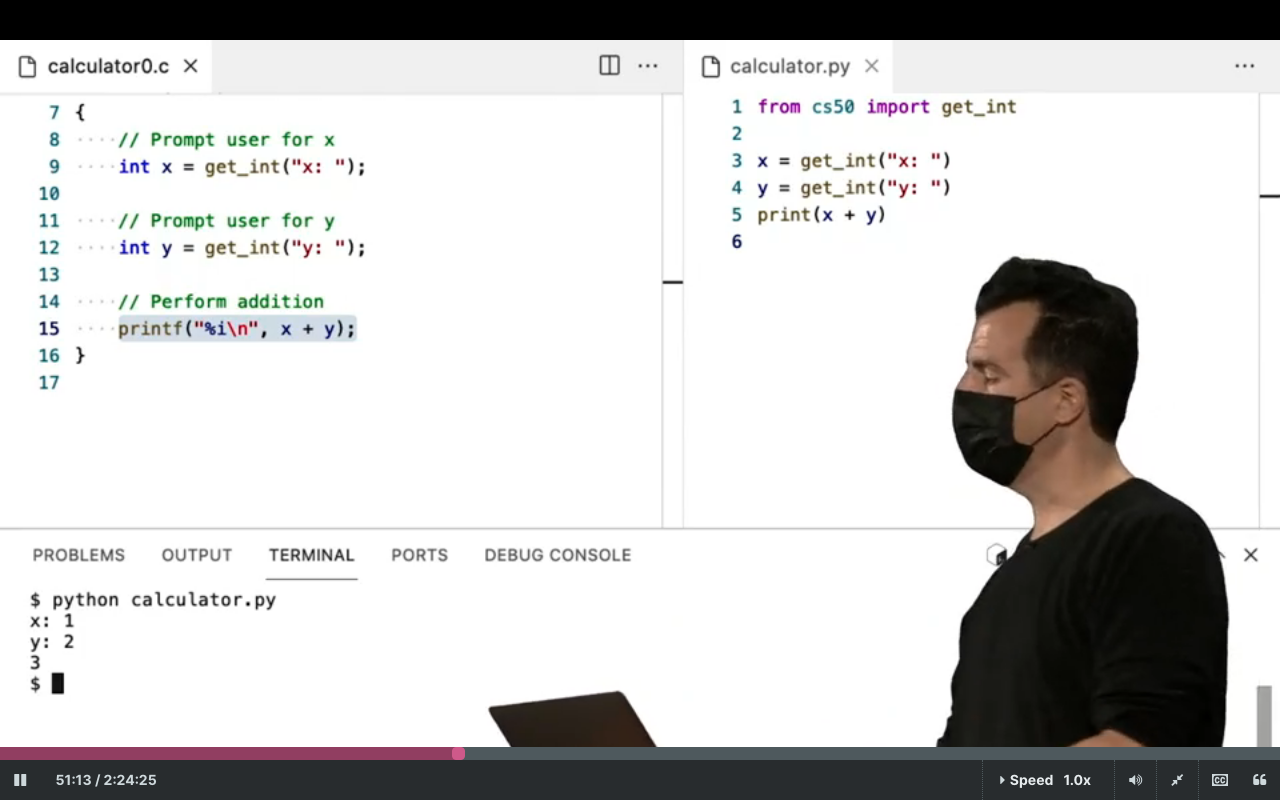 calculator0.c
7 {
8 ····// Prompt user for x
9 ····int x = get_int("x: ");
10
11 ····// Prompt user for y
12 ····int y = get_int("y: ");
13
14 ····// Perform addition
15 ····printf("%i\n", x + y);
16 }
17
calculator.py
1 from cs50 import get_int
2
3 x = get_int("x: ")
4 y = get_int("y: ")
5 print(x + y)
6
PROBLEMS OUTPUT TERMINAL PORTS DEBUG CONSOLE
$ python calculator.py
x: 1
y: 2
3
$
51:13 / 2:24:25 Speed 1.0x CC